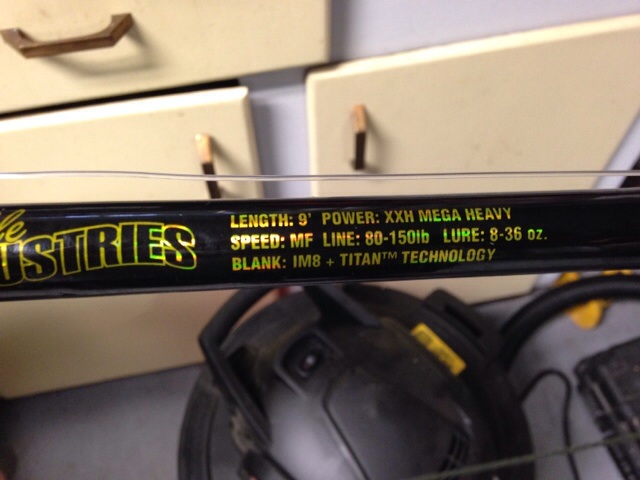 USTRIES
LENGTH: 9' POWER: XXH MEGA HEAVY
SPEED: MF LINE: 80-150lb LURE: 8-36 oz.
BLANK: IM8 + TITAN™ TECHNOLOGY